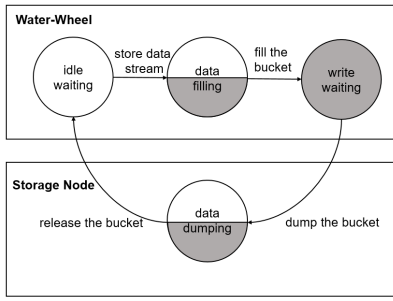 Water-Wheel
idle
waiting
store data
stream
data
filling
fill the
bucket
write
waiting
Storage Node
release the bucket
data
dumping
dump the bucket